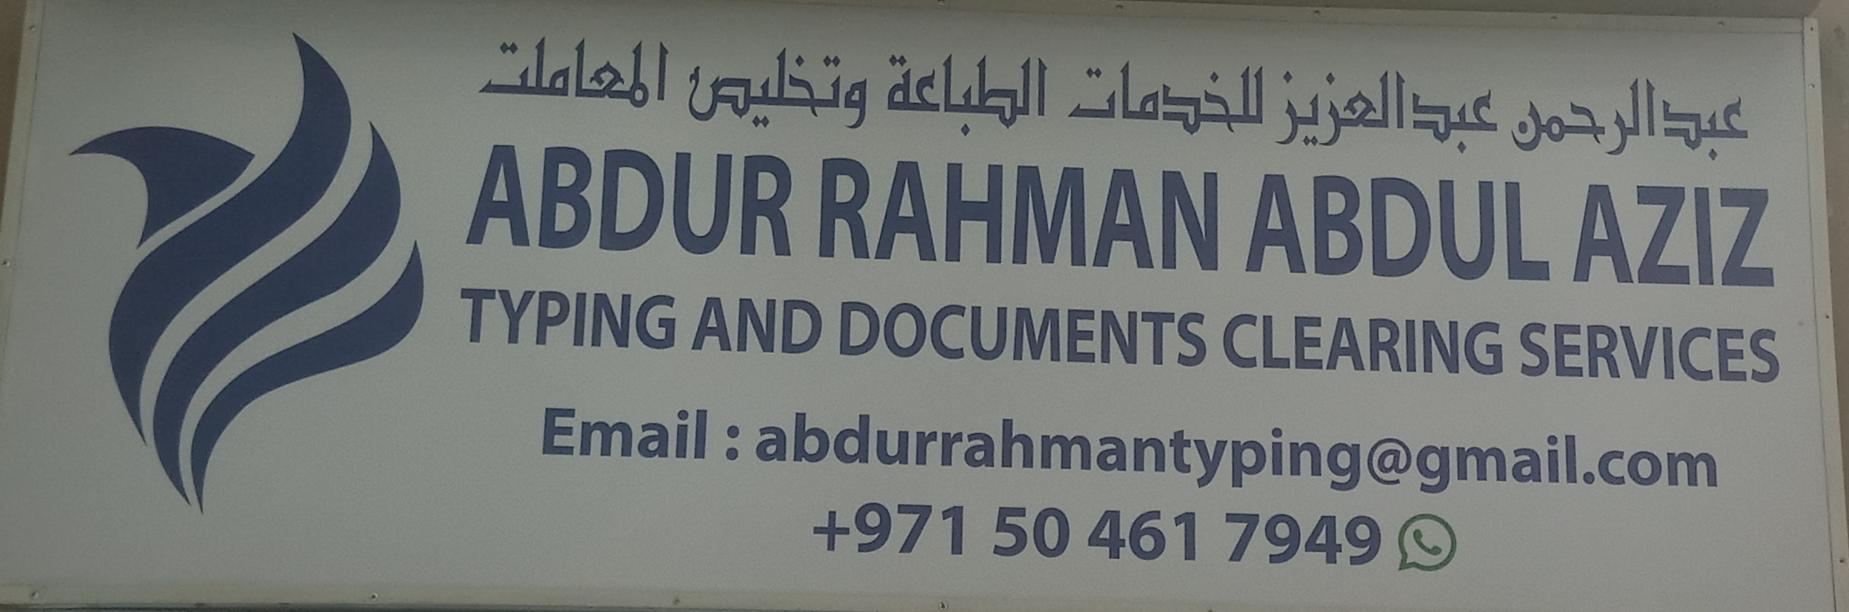 عبدالرحمن عبدالعزيز للخدمات الطباعة وتخليص المعاملت
ABDUR RAHMAN ABDUL AZIZ
TYPING AND DOCUMENTS CLEARING SERVICES
Email : abdurrahmantyping@gmail.com
+971 50 461 7949